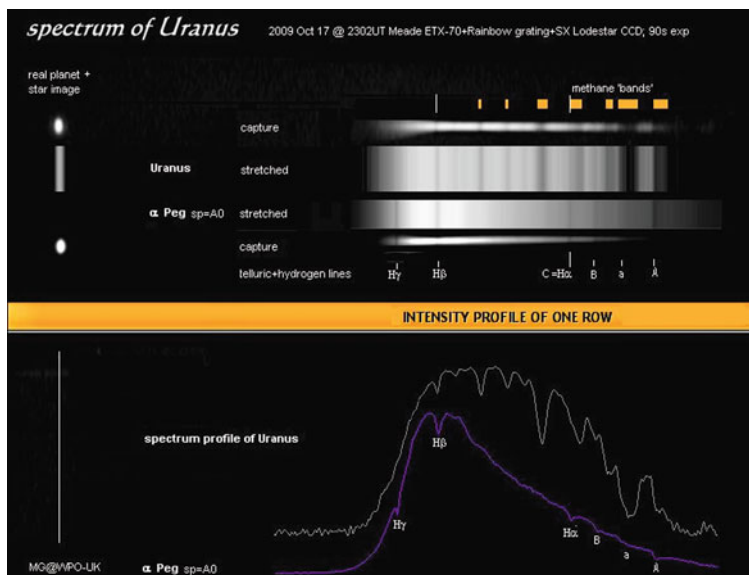 spectrum of Uranus
2009 Oct 17 @ 2302UT Meade ETX-70+Rainbow grating+SX Lodestar CCD; 90s exp
real planet +
star image
methane 'bands'
capture
Uranus stretched
α Peg sp=A0 stretched
capture
telluric+hydrogen lines Hγ Hβ C=Hα B a A
INTENSITY PROFILE OF ONE ROW
spectrum profile of Uranus
Hβ
Hγ
Hα B a A
MG@WPO-UK α Peg sp=A0